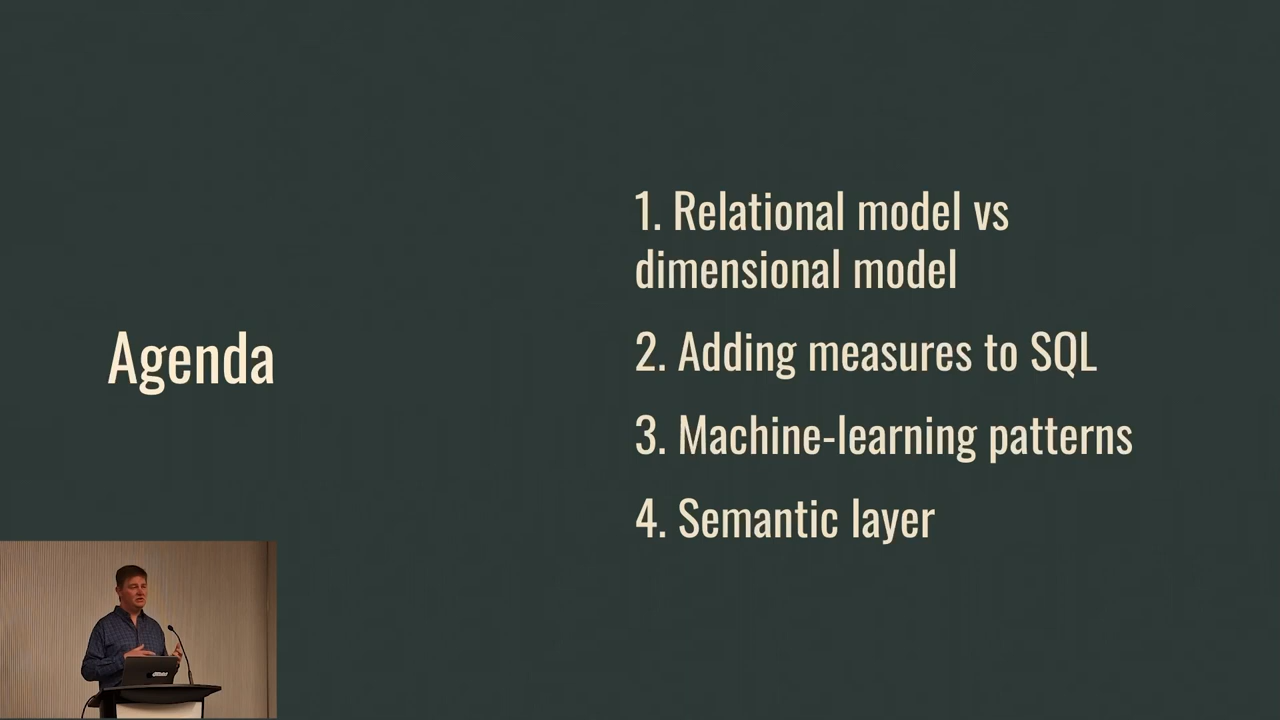 Agenda
1. Relational model vs
dimensional model
2. Adding measures to SQL
3. Machine-learning patterns
4. Semantic layer